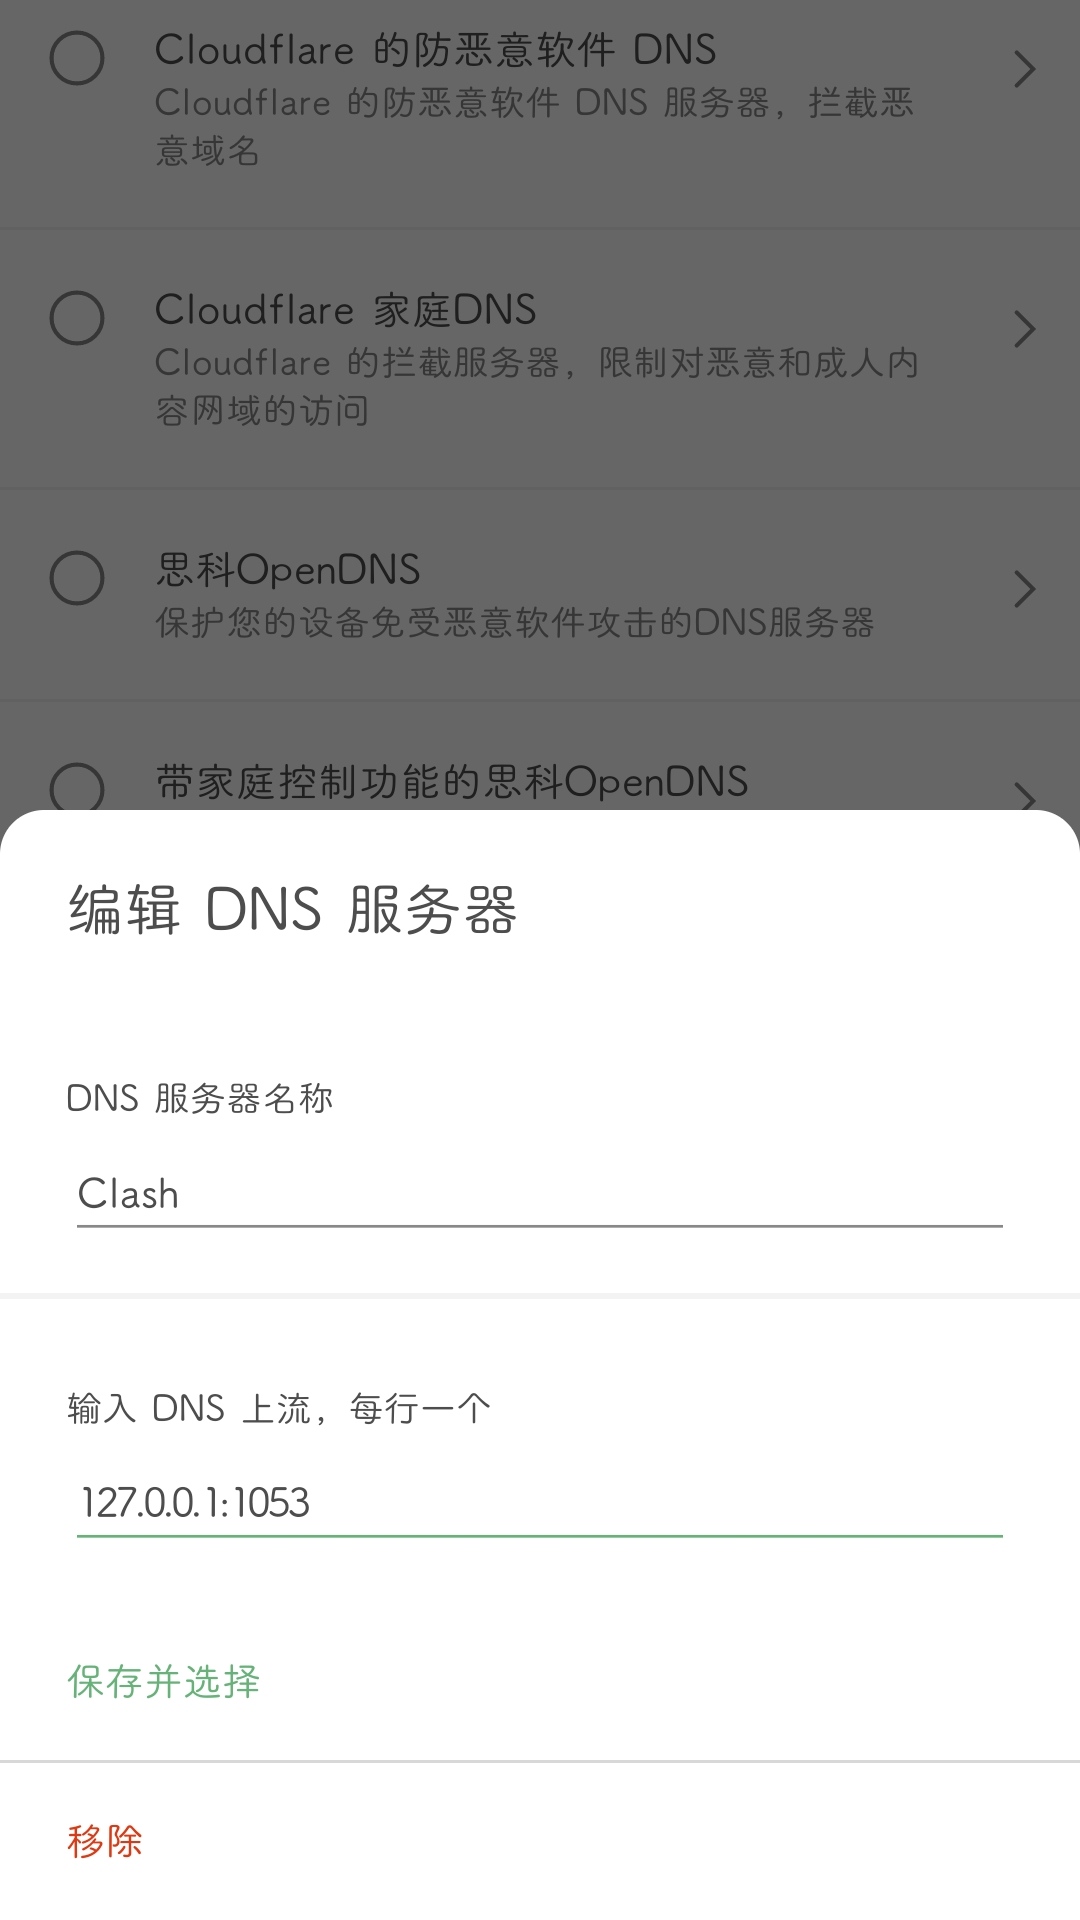 Cloudflare 的防恶意软件 DNS
Cloudflare 的防恶意软件 DNS 服务器，拦截恶
意域名
Cloudflare 家庭DNS
Cloudflare 的拦截服务器，限制对恶意和成人内
容网域的访问
思科OpenDNS
保护您的设备免受恶意软件攻击的DNS服务器
带家庭控制功能的思科OpenDNS
编辑 DNS 服务器
DNS 服务器名称
Clash
输入 DNS 上流，每行一个
127.0.0.1:1053
保存并选择
移除